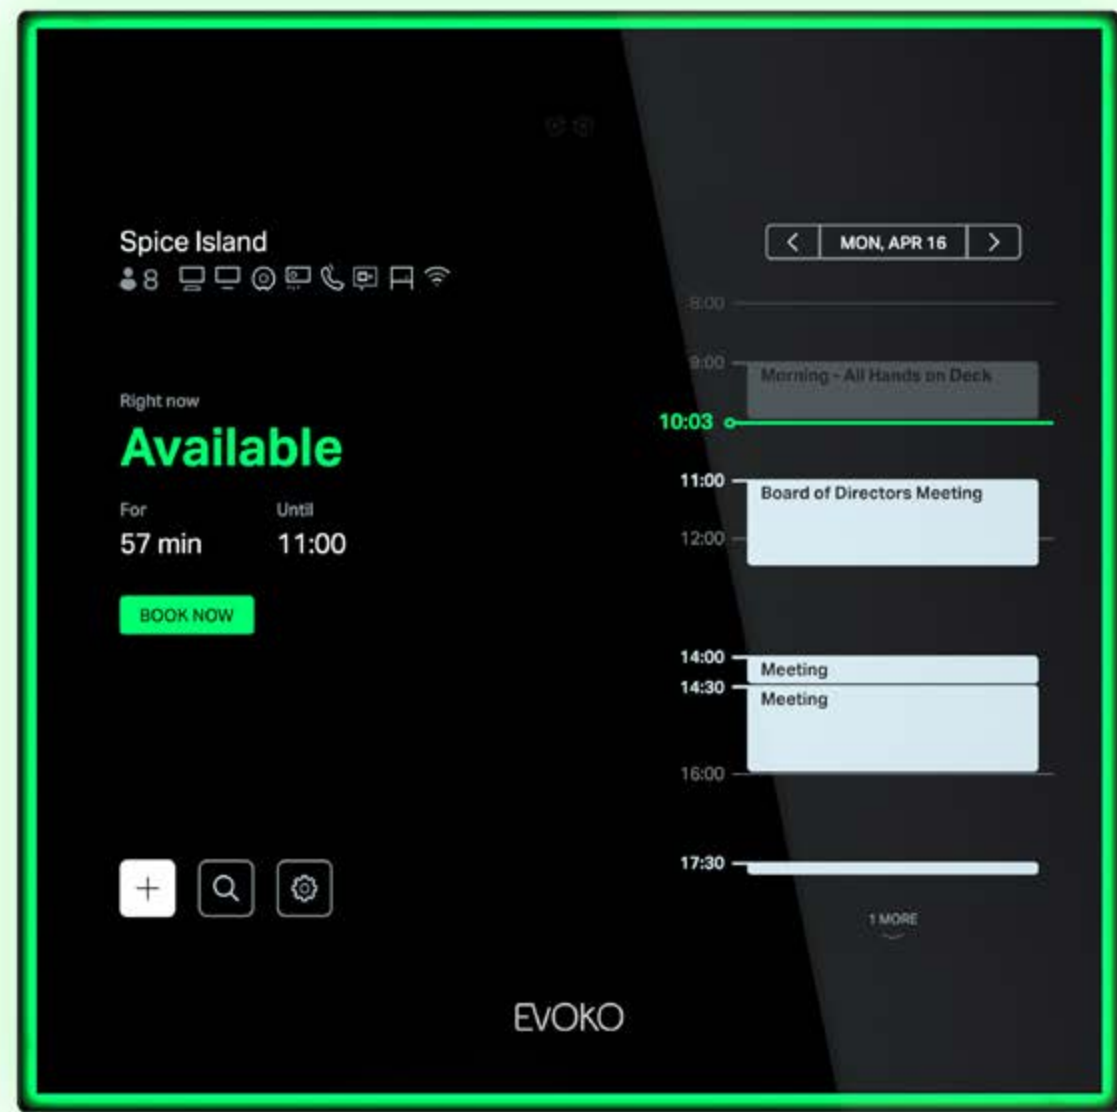 Spice Island
8
Right now
Available
For Until
57 min 11:00
BOOK NOW
MON, APR 16
8:00
9:00 Morning - All Hands on Deck
10:03
11:00 Board of Directors Meeting
12:00
14:00 Meeting
14:30 Meeting
16:00
17:30
1 MORE
EVOKO